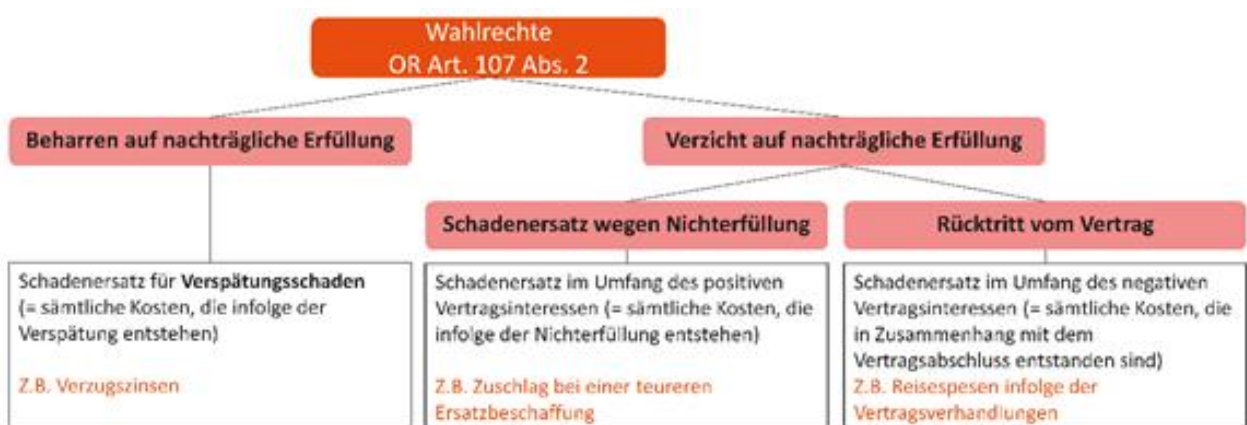 Wahlrechte
OR Art. 107 Abs. 2
Beharren auf nachträgliche Erfüllung
Verzicht auf nachträgliche Erfüllung
Schadenersatz wegen Nichterfüllung
Rücktritt vom Vertrag
Schadenersatz für Verspätungsschaden
(= sämtliche Kosten, die infolge der
Verspätung entstehen)
Z.B. Verzugszinsen
Schadenersatz im Umfang des positiven
Vertragsinteressen (= sämtliche Kosten, die
infolge der Nichterfüllung entstehen)
Z.B. Zuschlag bei einer teureren
Ersatzbeschaffung
Schadenersatz im Umfang des negativen
Vertragsinteressen (= sämtliche Kosten, die
in Zusammenhang mit dem
Vertragsabschluss entstanden sind)
Z.B. Reisespesen infolge der
Vertragsverhandlungen